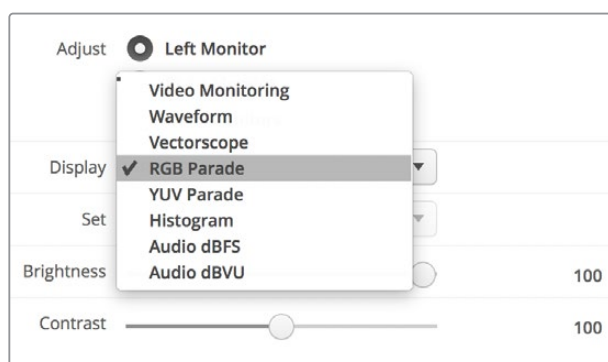 Adjust Left Monitor
Video Monitoring
Waveform
Vectorscope
Display ✓ RGB Parade
YUV Parade
Set Histogram
Audio dBFS
Brightness Audio dBVU 100
Contrast 100